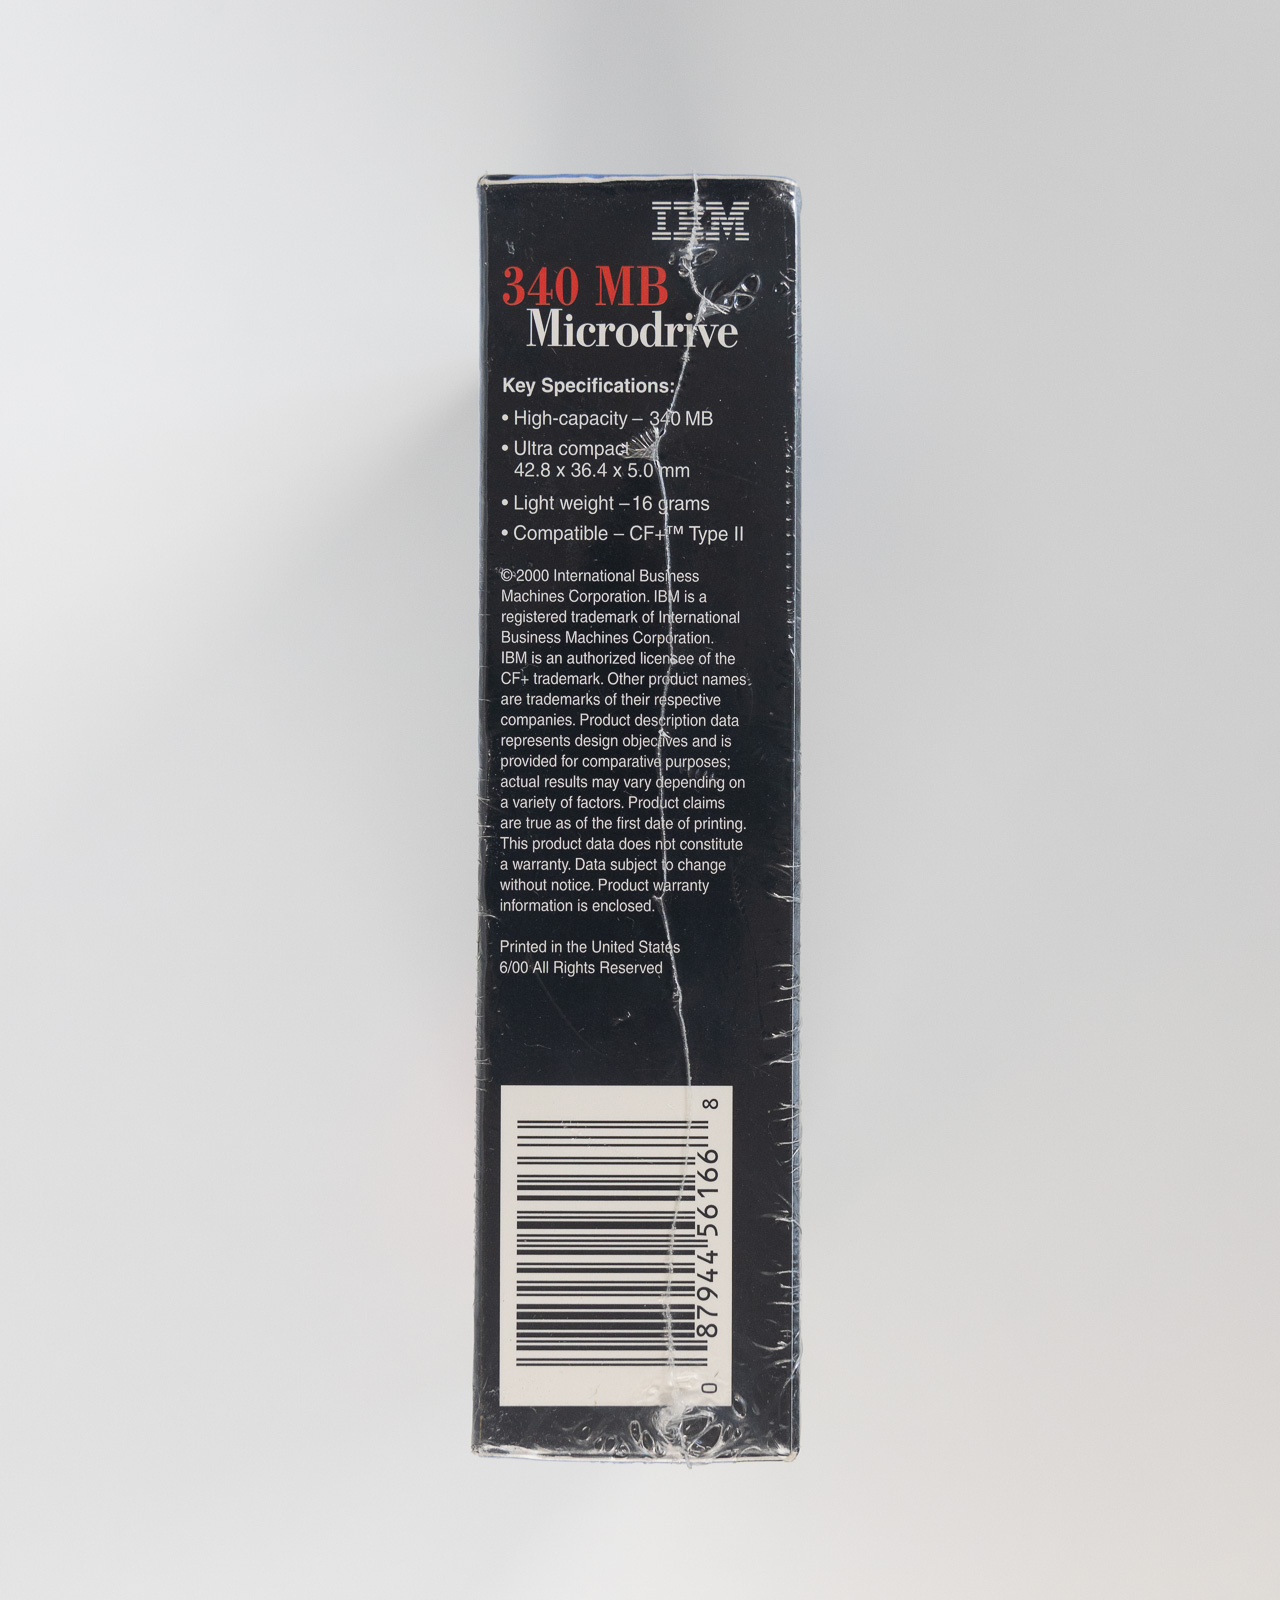 IBM
340 MB
Microdrive
Key Specifications:
• High-capacity – 340 MB
• Ultra compact
42.8 x 36.4 x 5.0 mm
• Light weight –16 grams
• Compatible – CF+™ Type II
©2000 International Business
Machines Corporation. IBM is a
registered trademark of International
Business Machines Corporation.
IBM is an authorized licensee of the
CF+ trademark. Other product names
are trademarks of their respective
companies. Product description data
represents design objectives and is
provided for comparative purposes;
actual results may vary depending on
a variety of factors. Product claims
are true as of the first date of printing.
This product data does not constitute
a warranty. Data subject to change
without notice. Product warranty
information is enclosed.
Printed in the United States
6/00 All Rights Reserved
0 87944 56166 8